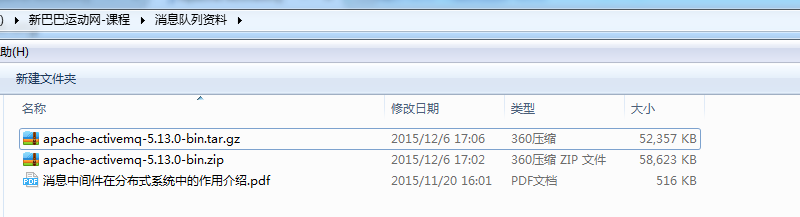 ) 新巴巴运动网-课程 消息队列资料
助(H)
新建文件夹
名称 修改日期 类型 大小
apache-activemq-5.13.0-bin.tar.gz 2015/12/6 17:06 360压缩 52,357 KB
apache-activemq-5.13.0-bin.zip 2015/12/6 17:02 360压缩 ZIP 文件 58,623 KB
消息中间件在分布式系统中的作用介绍.pdf 2015/11/20 16:01 PDF文档 516 KB